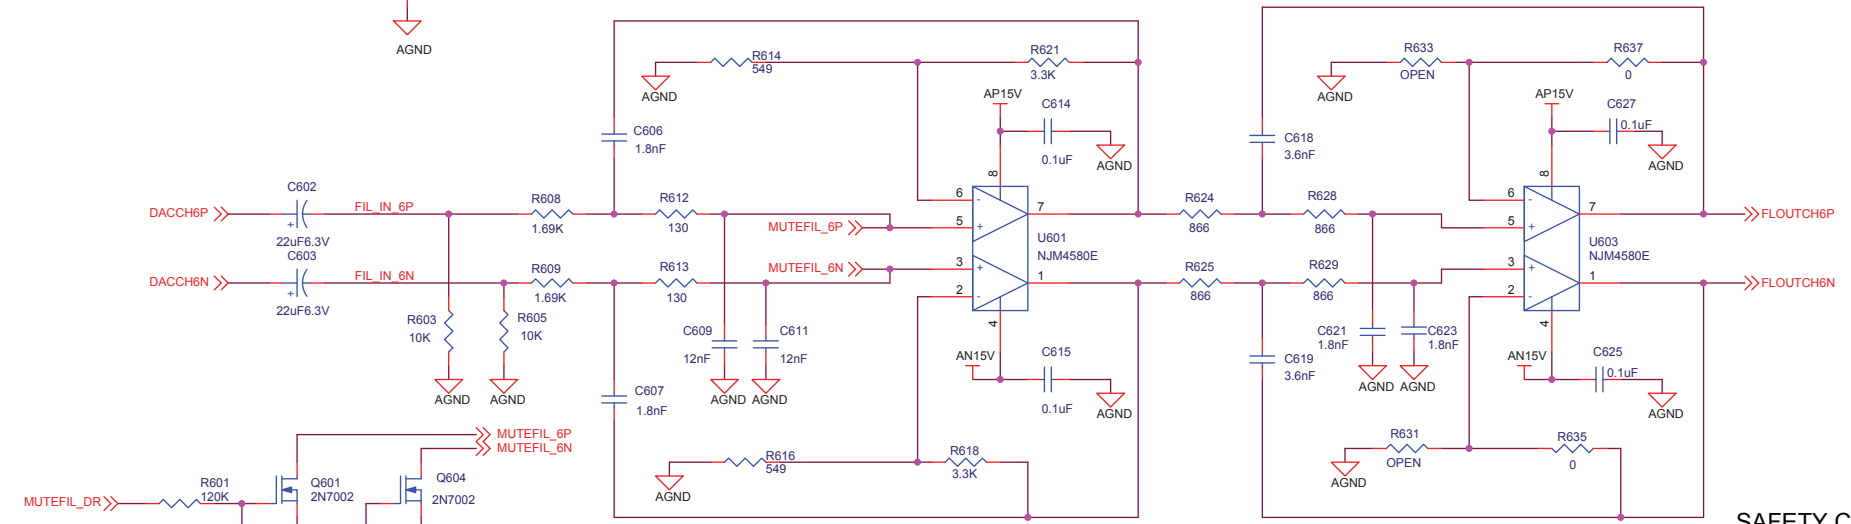 AGND
R614
549
R621
3.3K
R633
OPEN
R637
0
AGND
AGND
AP15V
C614
0.1uF
AGND
AP15V
C627
0.1uF
AGND
C606
1.8nF
C618
3.6nF
8
8
C602
DACCH6P
FIL_IN_6P
+
22uF6.3V
R608
1.69K
R612
130
MUTEFIL_6P
6
-
5
+
7
U601
NJM4580E
R624
866
R628
866
6
-
5
+
7
U603
NJM4580E
FLOUTCH6P
C603
DACCH6N
FIL_IN_6N
+
22uF6.3V
R609
1.69K
R613
130
MUTEFIL_6N
3
+
2
-
1
R625
866
R629
866
3
+
2
-
1
FLOUTCH6N
R603
10K
R605
10K
C609
12nF
C611
12nF
4
4
C621
1.8nF
C623
1.8nF
AN15V
C615
0.1uF
C619
3.6nF
AN15V
C625
0.1uF
AGND
AGND
AGND
AGND
AGND
AGND
AGND
AGND
C607
1.8nF
MUTEFIL_6P
MUTEFIL_6N
R616
549
R618
3.3K
AGND
R631
OPEN
R635
0
AGND
MUTEFIL_DR
R601
120K
Q601
2N7002
Q604
2N7002
SAFETY C